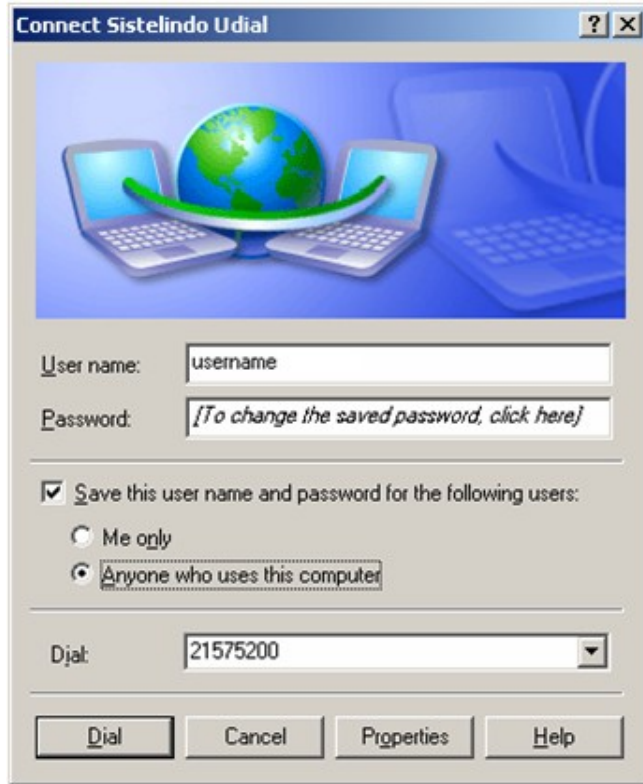 Connect Sistelindo Udial
User name: username
Password: [To change the saved password, click here]
Save this user name and password for the following users:
Me only
Anyone who uses this computer
Dial: 21575200
Dial Cancel Properties Help